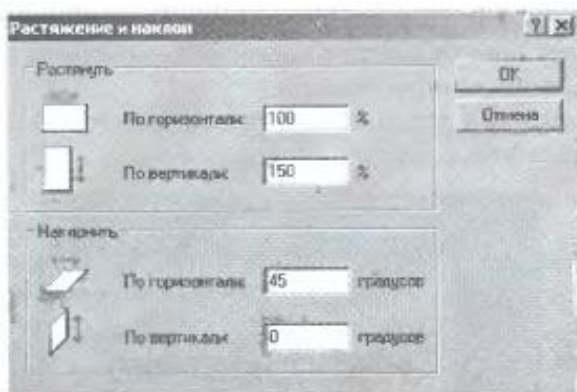 Растяжение и наклон
Растянуть
По горизонтали: 100 %
По вертикали: 150 %
OK
Отмена
Наклонить
По горизонтали: 45 градусов
По вертикали: 0 градусов